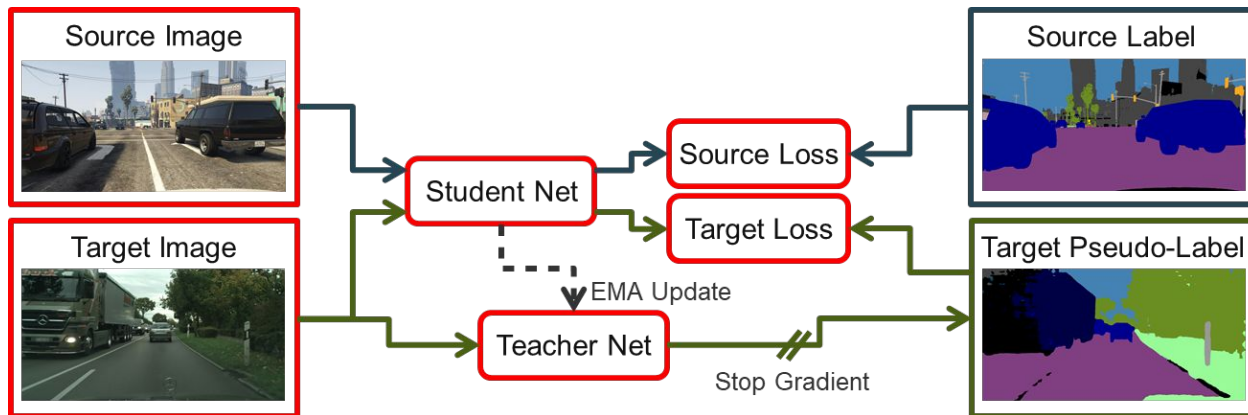 Source Image
Source Label
Source Loss
Student Net
Target Loss
Target Image
Target Pseudo-Label
EMA Update
Teacher Net
Stop Gradient